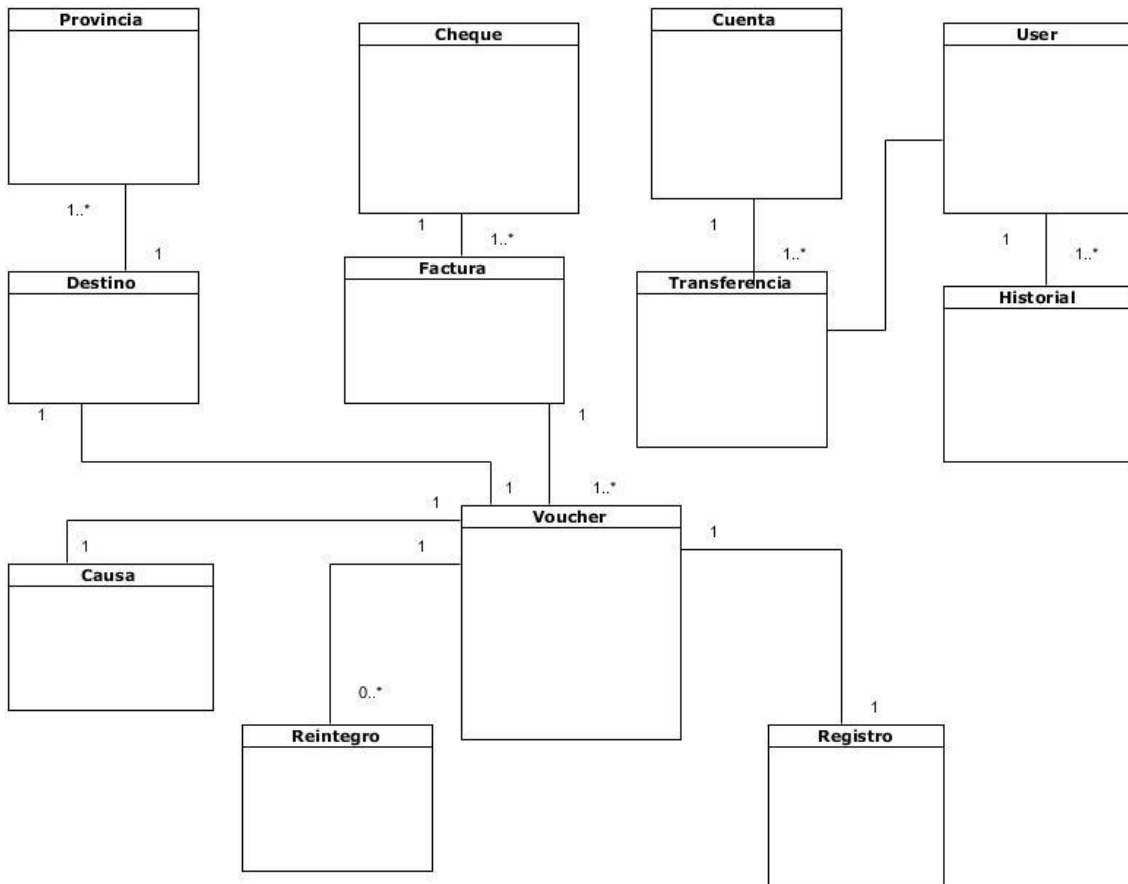 Provincia
Cheque
Cuenta
User
1..*
1
1
1..*
1
1..*
1
1..*
Destino
Factura
Transferencia
Historial
1
1
1
1..*
Voucher
1
1
1
1
Causa
0..*
1
Reintegro
Registro